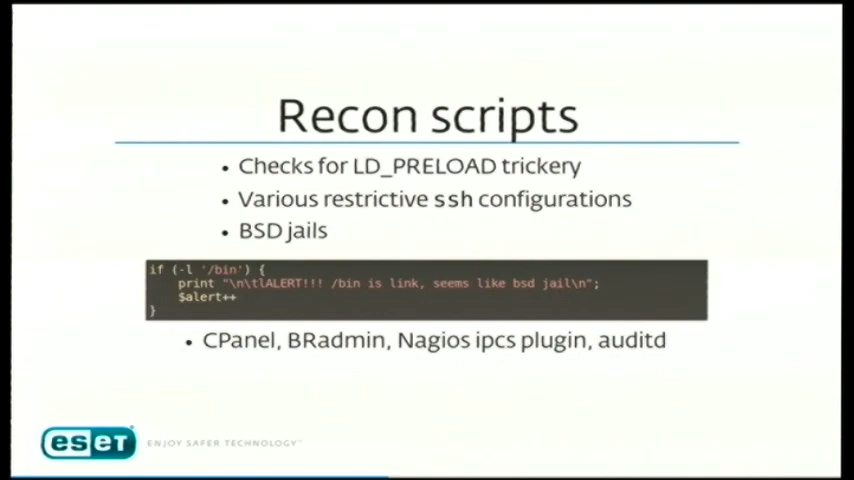 Recon scripts
• Checks for LD_PRELOAD trickery
• Various restrictive ssh configurations
• BSD jails
if (-l '/bin') {
print "\n\tlALERT!!! /bin is link, seems like bsd jail\n";
$alert++
}
• CPanel, BRadmin, Nagios ipcs plugin, auditd
eset ENJOY SAFER TECHNOLOGY™